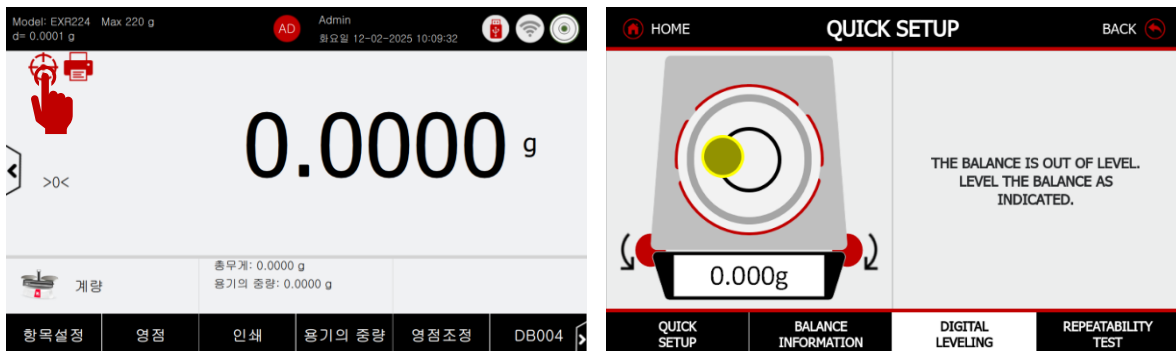 Model: EXR224 Max 220 g
d= 0.0001 g
AD
Admin
화요일 12-02-2025 10:09:32
0.0000 g
>0<
계량
총무게: 0.0000 g
용기의 중량: 0.0000 g
항목설정 영점 인쇄 용기의 중량 영점조정 DB004
HOME QUICK SETUP BACK
THE BALANCE IS OUT OF LEVEL.
LEVEL THE BALANCE AS
INDICATED.
0.000g
QUICK SETUP
BALANCE INFORMATION
DIGITAL LEVELING
REPEATABILITY TEST